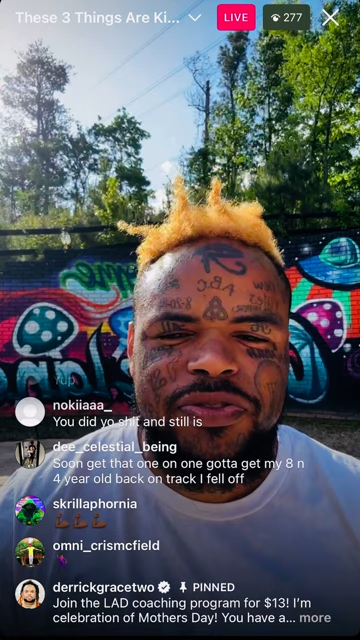 These 3 Things Are Ki...
LIVE
277
Yup
nokiiaaa_
You did yo shit and still is
dee_celestial_being
Soon get that one on one gotta get my 8 n
4 year old back on track I fell off
skrillaphornia
💪🏾💪🏾💪🏾
omni_crismcfield
derrickgracetwo PINNED
Join the LAD coaching program for $13! I'm
celebration of Mothers Day! You have a... more